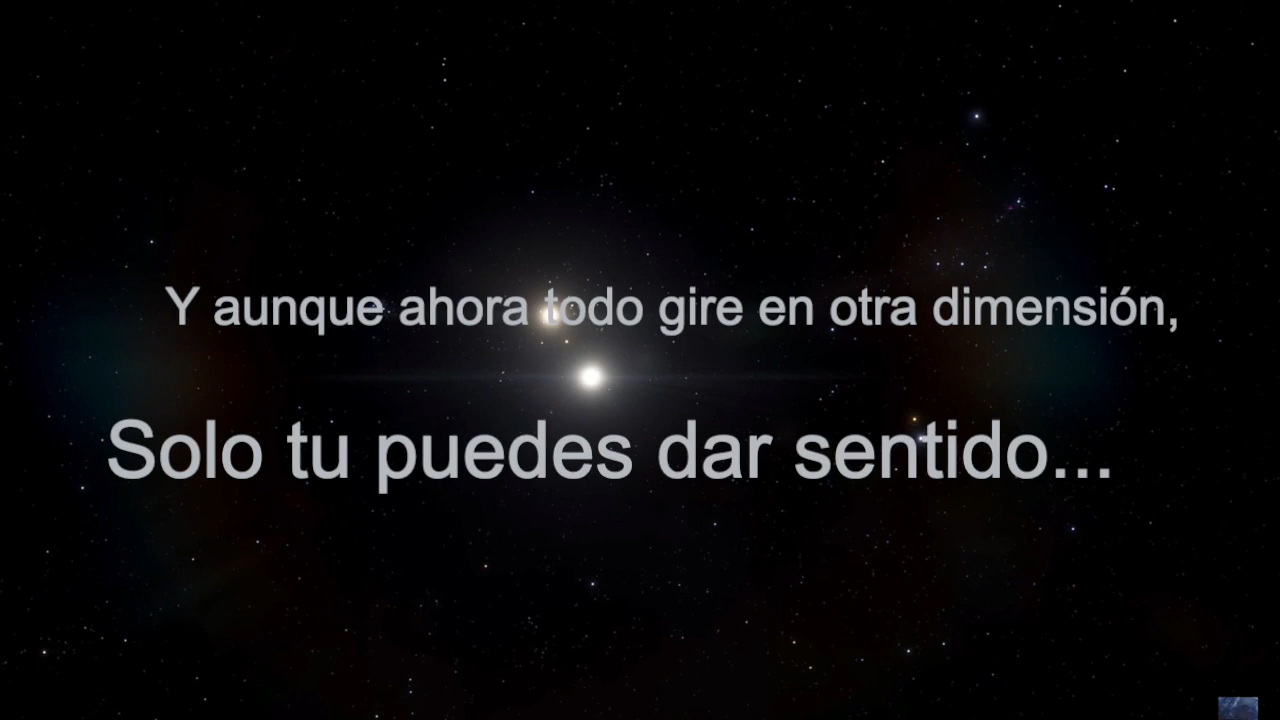 Y aunque ahora todo gire en otra dimensión,
Solo tu puedes dar sentido...